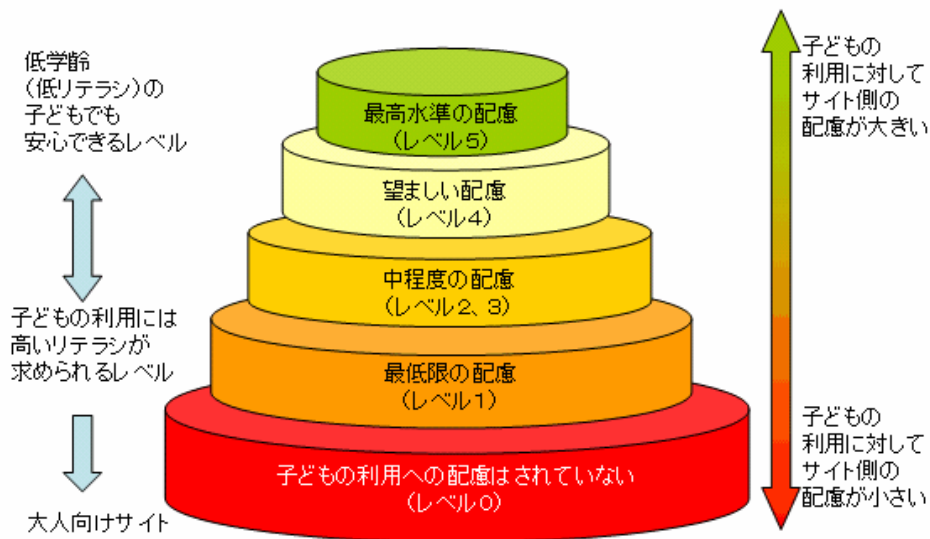 低学齢
（低リテラシ）の
子どもでも
安心できるレベル
子どもの利用には
高いリテラシが
求められるレベル
大人向けサイト
最高水準の配慮
（レベル５）
望ましい配慮
（レベル４）
中程度の配慮
（レベル２、３）
最低限の配慮
（レベル１）
子どもの利用への配慮はされていない
（レベル０）
子どもの
利用に対して
サイト側の
配慮が大きい
子どもの
利用に対して
サイト側の
配慮が小さい